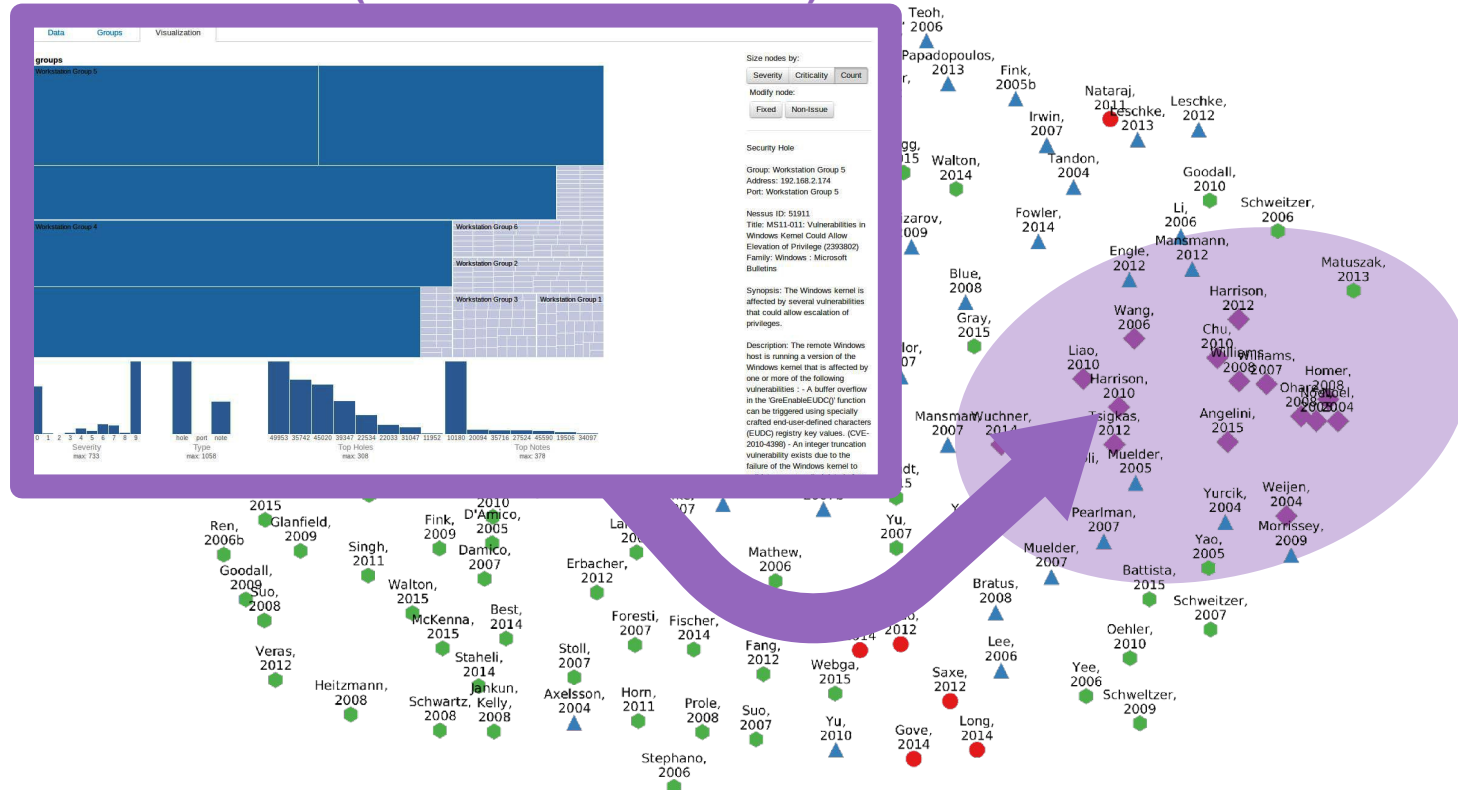 Data Groups Visualization
groups
Workstation Group 5
Workstation Group 4
Workstation Group 6
Workstation Group 2
Workstation Group 3
Workstation Group 1
0 1 2 3 4 5 6 7 8 9
Severity
max: 733
hole port note
Type
max: 1058
49953 35742 45020 39347 22534 22033 31047 11952
Top Holes
max: 308
10180 20094 35716 27524 45590 19506 34097
Top Notes
max: 378
Size nodes by:
Severity Criticality Count
Modify node:
Fixed Non-Issue
Security Hole
Group: Workstation Group 5
Address: 192.168.2.174
Port: Workstation Group 5
Nessus ID: 51911
Title: MS11-011: Vulnerabilities in
Windows Kernel Could Allow
Elevation of Privilege (2393802)
Family: Windows : Microsoft
Bulletins
Synopsis: The Windows kernel is
affected by several vulnerabilities
that could allow escalation of
privileges.
Description: The remote Windows
host is running a version of the
Windows kernel that is affected by
one or more of the following
vulnerabilities : - A buffer overflow
in the 'GreEnableEUDC()' function
can be triggered using specially
crafted end-user-defined characters
(EUDC) registry key values. (CVE-
2010-4398) - An integer truncation
vulnerability exists due to the
failure of the Windows kernel to
Teoh,
2006
Papadopoulos,
2013
Fink,
2005b
Nataraj,
2011
Leschke,
2013
Leschke,
2012
Irwin,
2007
Walton,
2014
Tandon,
2004
Goodall,
2010
Schweitzer,
2006
Fowler,
2014
Li,
2006
Mansmann,
2012
Engle,
2012
Matuszak,
2013
Blue,
2008
Harrison,
2012
Gray,
2015
Wang,
2006
Chu,
2010
Liao,
2010
Williams,
2008
Williams,
2007
Homer,
2008
Harrison,
2010
Ohare,
2008
Noel,
2005
Noel,
2004
Mansman,
2007
Wuchner,
2014
Tsigkas,
2012
Angelini,
2015
Muelder,
2005
Yurcik,
2004
Weijen,
2004
Pearlman,
2007
Morrissey,
2009
Yao,
2005
Muelder,
2007
Battista,
2015
Bratus,
2008
Schweitzer,
2007
Oehler,
2010
Lee,
2006
Yee,
2006
Schweltzer,
2009
2015
Ren,
2006b
Glanfield,
2009
Singh,
2011
Fink,
2009
2010
D'Amico,
2005
Damico,
2007
Yu,
2007
Mathew,
2006
Erbacher,
2012
Goodall,
2009
Suo,
2008
Walton,
2015
McKenna,
2015
Best,
2014
Foresti,
2007
Fischer,
2014
2012
Veras,
2012
Staheli,
2014
Stoll,
2007
Fang,
2012
Webga,
2015
Saxe,
2012
Heitzmann,
2008
Schwartz,
2008
Jankun,
Kelly,
2008
Axelsson,
2004
Horn,
2011
Prole,
2008
Suo,
2007
Yu,
2010
Gove,
2014
Long,
2014
Stephano,
2006